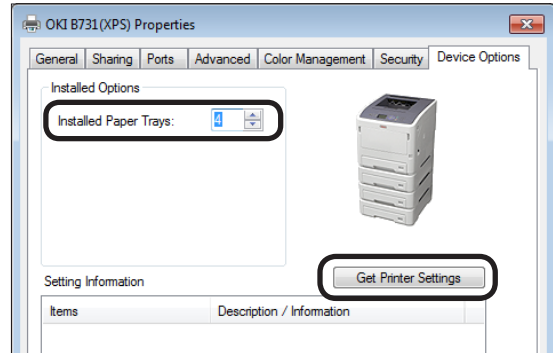 OKI B731(XPS) Properties
General Sharing Ports Advanced Color Management Security Device Options
Installed Options
Installed Paper Trays: 4
Get Printer Settings
Setting Information
Items Description / Information